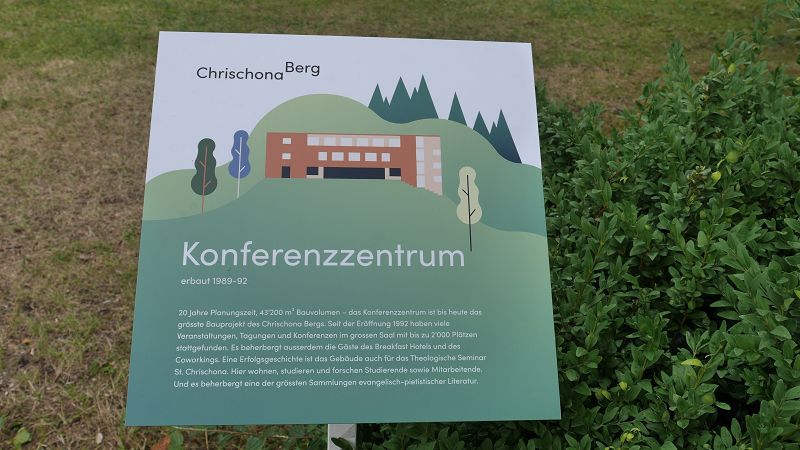 Chrischona Berg
Konferenzzentrum
erbaut 1989-92
20 Jahre Planungszeit, 43'200 m³ Bauvolumen – das Konferenzzentrum ist bis heute das
grösste Bauprojekt des Chrischona Bergs. Seit der Eröffnung 1992 haben viele
Veranstaltungen, Tagungen und Konferenzen im grossen Saal mit bis zu 2'000 Plätzen
stattgefunden. Es beherbergt ausserdem die Gäste des Breakfast Hotels und des
Coworkings. Eine Erfolgsgeschichte ist das Gebäude auch für das Theologische Seminar
St. Chrischona. Hier wohnen, studieren und forschen Studierende sowie Mitarbeitende.
Und es beherbergt eine der grössten Sammlungen evangelisch-pietistischer Literatur.